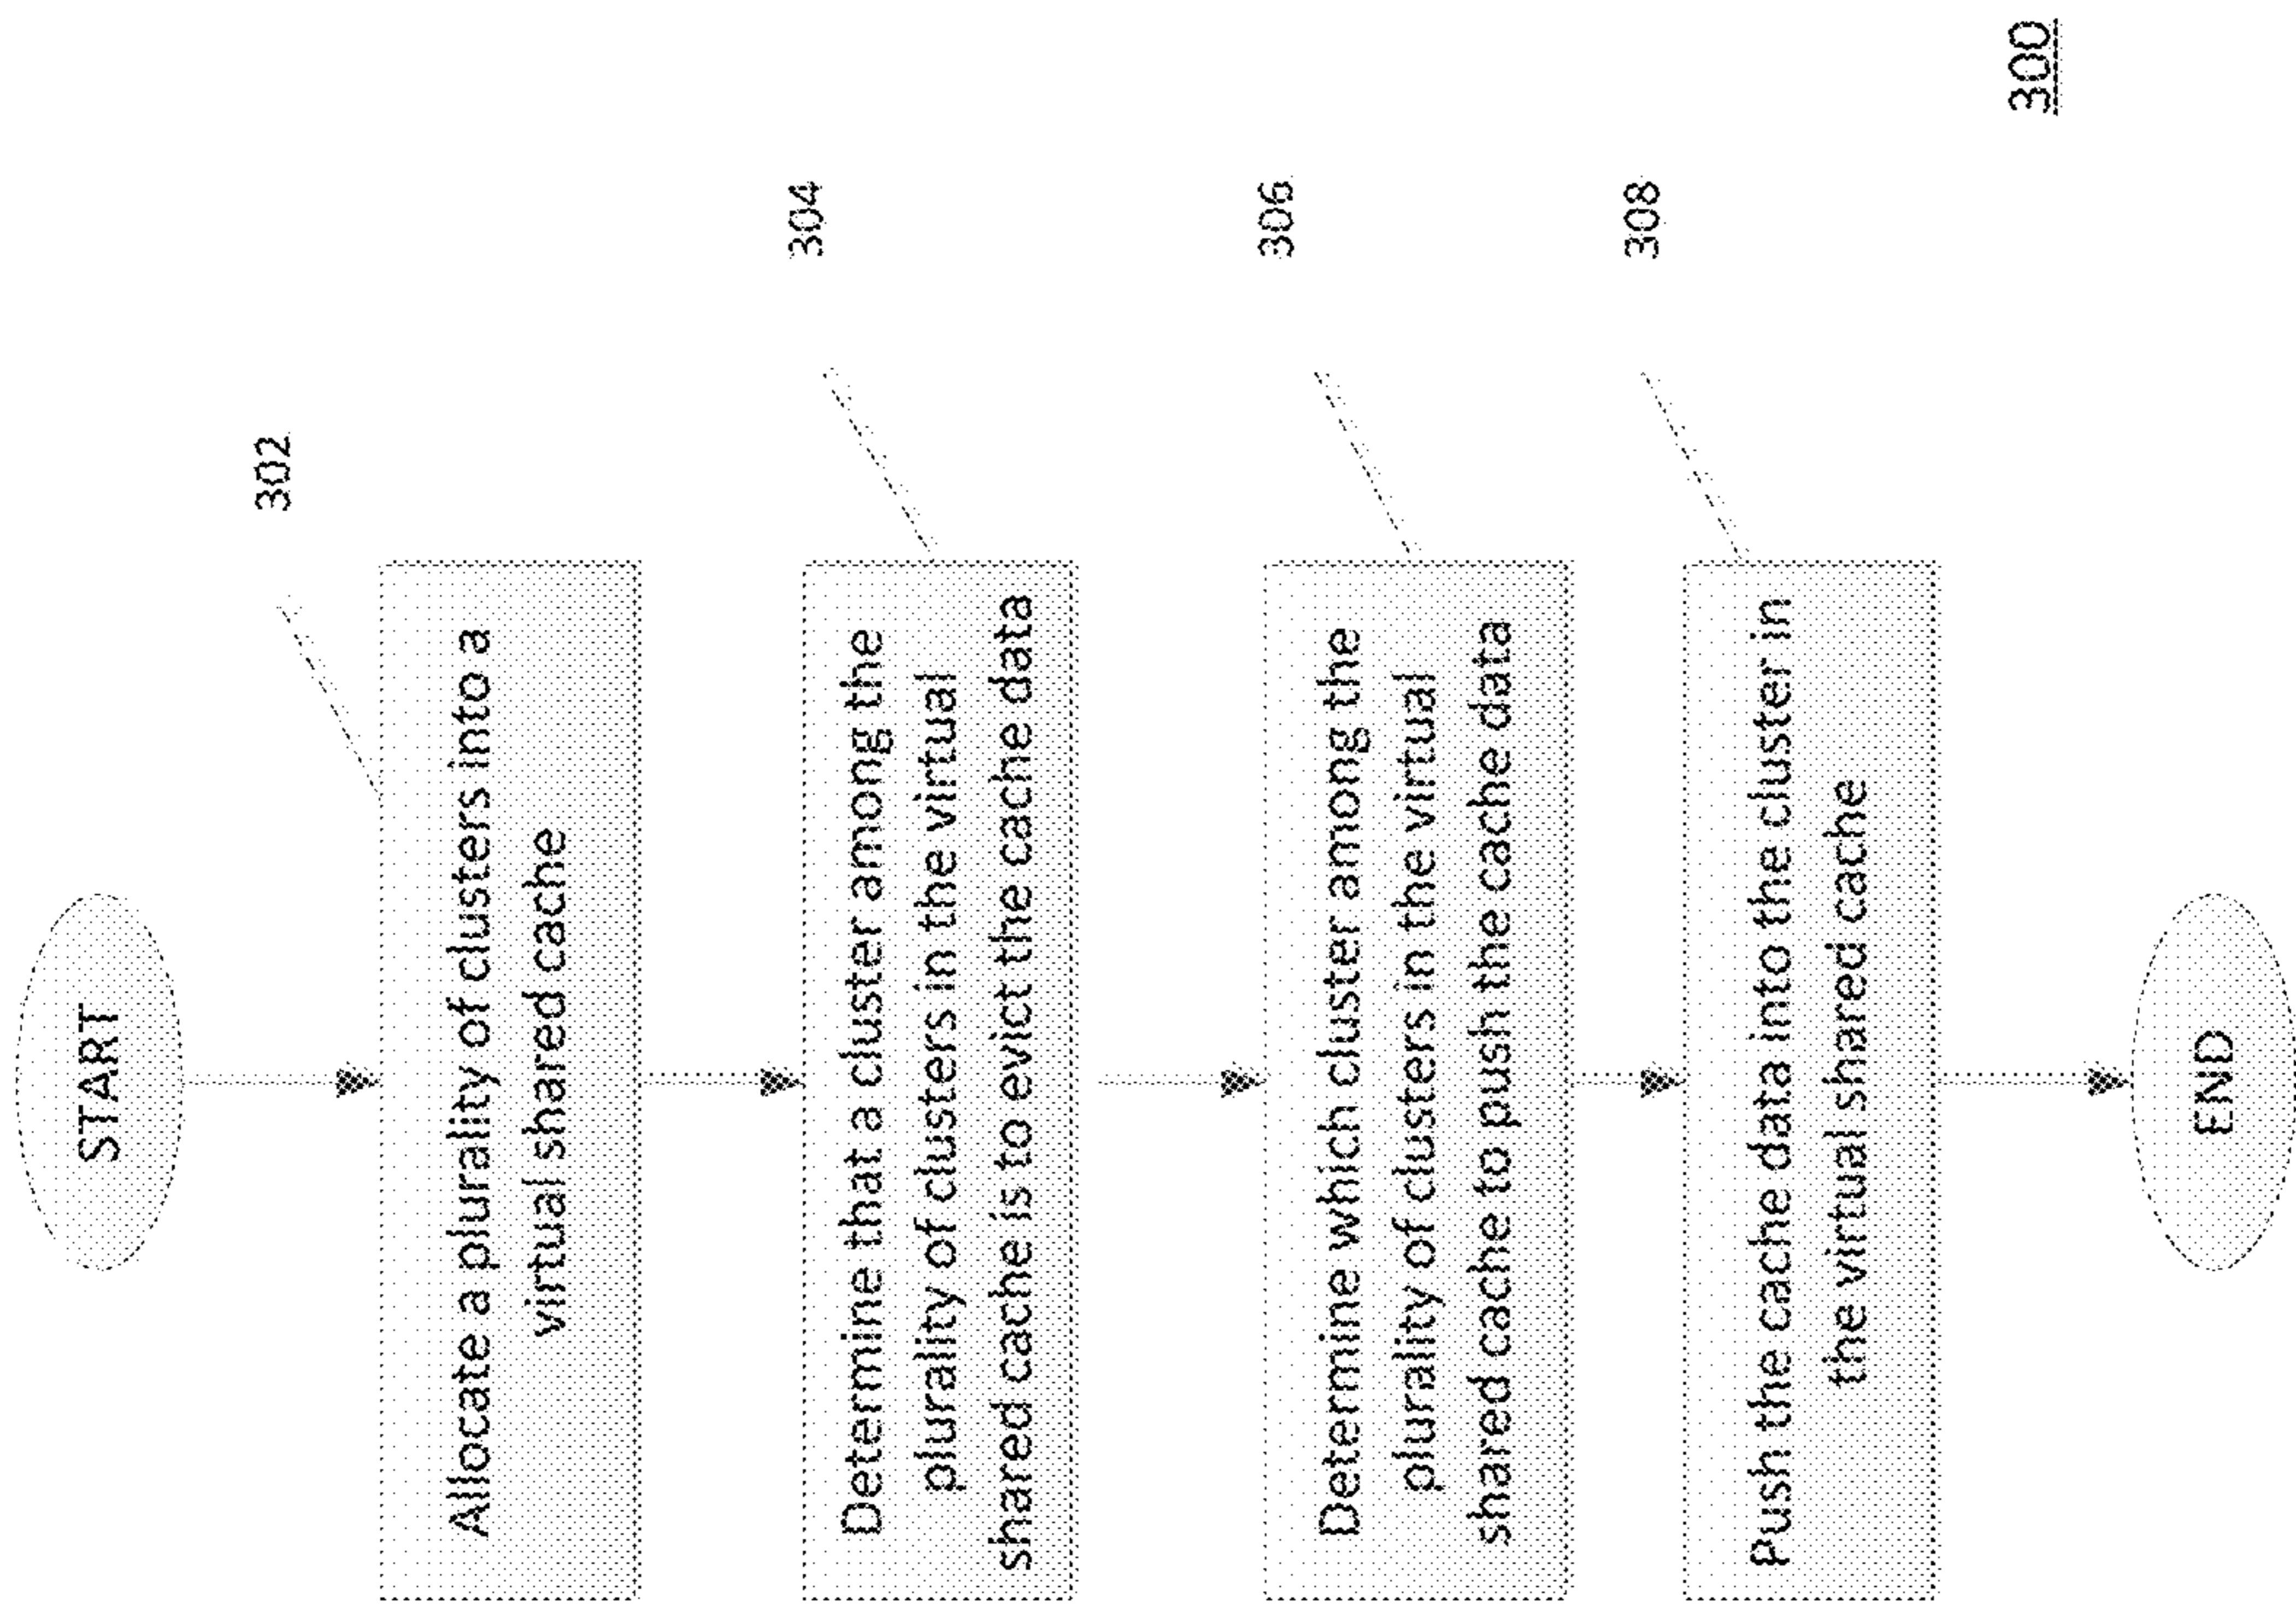 START
302
Allocate a plurality of clusters into a
virtual shared cache
304
Determine that a cluster among the
plurality of clusters in the virtual
shared cache is to evict the cache data
306
Determine which cluster among the
plurality of clusters in the virtual
shared cache to push the cache data
308
Push the cache data into the cluster in
the virtual shared cache
END
300